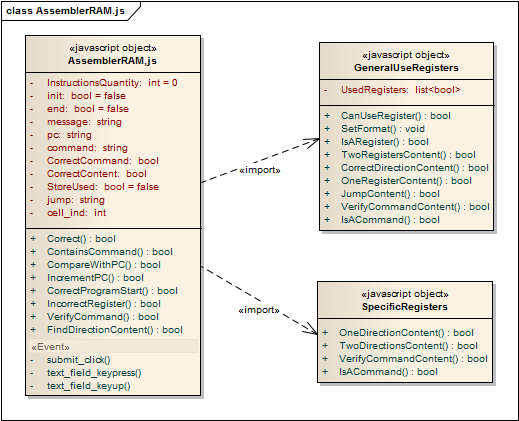 class AssemblerRAM.js
«javascript object»
AssemblerRAM,js
- InstructionsQuantity: int = 0
- init: bool = false
- end: bool = false
- message: string
- pc: string
- command: string
- CorrectCommand: bool
- CorrectContent: bool
- StoreUsed: bool = false
- jump: string
- cell_ind: int
+ Correct() : bool
+ ContainsCommand() : bool
+ CompareWithPC() : bool
+ IncrementPC() : bool
+ CorrectProgramStart() : bool
+ IncorrectRegister() : bool
+ VerifyCommand() : bool
+ FindDirectionContent() : bool
«Event»
- submit_click()
- text_field_keypress()
- text_field_keyup()
«import»
«import»
«javascript object»
GeneralUseRegisters
- UsedRegisters: list<bool>
+ CanUseRegister() : bool
+ SetFormat() : void
+ IsARegister() : bool
+ TwoRegistersContent() : bool
+ CorrectDirectionContent() : bool
+ OneRegisterContent() : bool
+ JumpContent() : bool
+ VerifyCommandContent() : bool
+ IsACommand() : bool
«javascript object»
SpecificRegisters
+ OneDirectionContent() : bool
+ TwoDirectionsContent() : bool
+ VerifyCommandContent() : bool
+ IsACommand() : bool